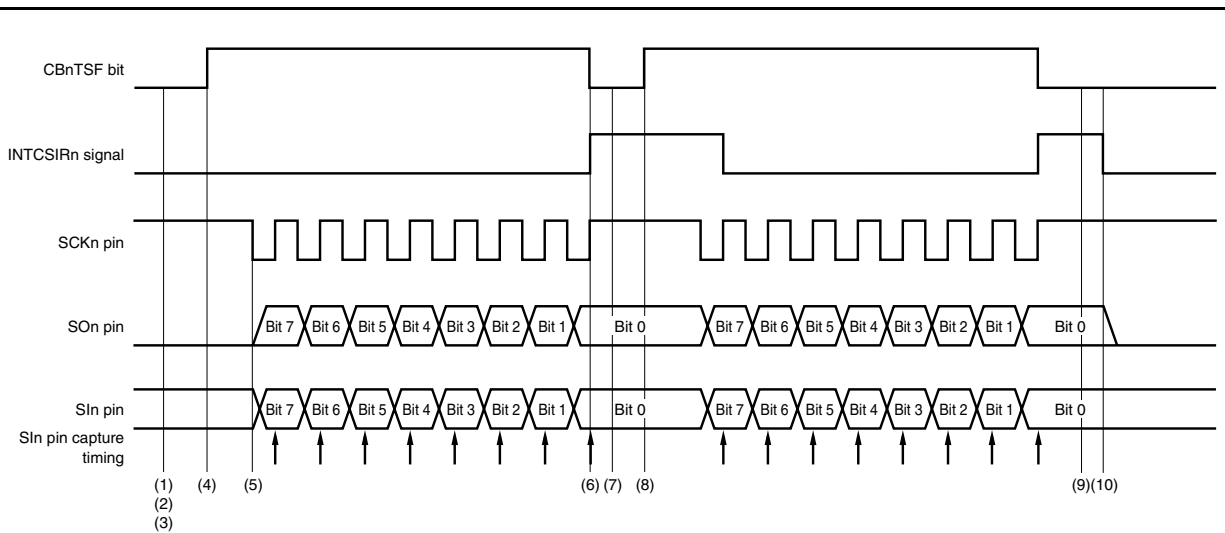 CBnTSF bit
INTCSIRn signal
SCKn pin
SOn pin
Bit 7 Bit 6 Bit 5 Bit 4 Bit 3 Bit 2 Bit 1 Bit 0 Bit 7 Bit 6 Bit 5 Bit 4 Bit 3 Bit 2 Bit 1 Bit 0
SIn pin
Bit 7 Bit 6 Bit 5 Bit 4 Bit 3 Bit 2 Bit 1 Bit 0 Bit 7 Bit 6 Bit 5 Bit 4 Bit 3 Bit 2 Bit 1 Bit 0
SIn pin capture
timing
(1) (4) (5) (6) (7) (8) (9)(10)
(2)
(3)